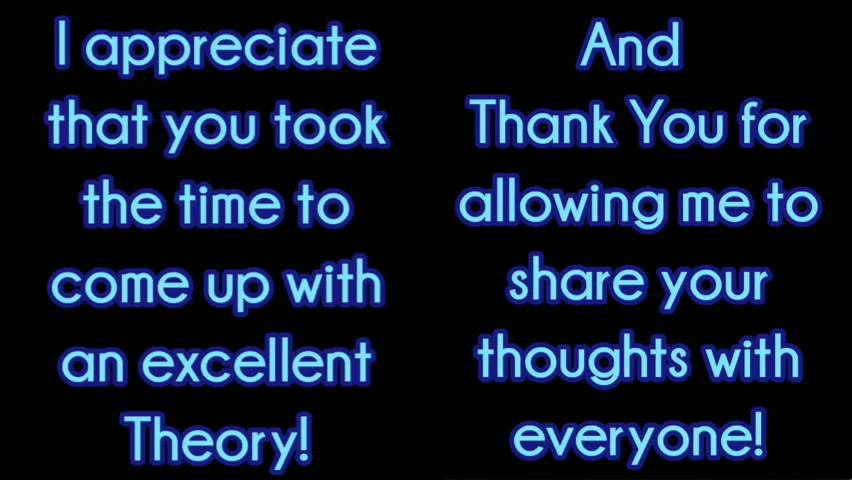 I appreciate
that you took
the time to
come up with
an excellent
Theory!
And
Thank You for
allowing me to
share your
thoughts with
everyone!